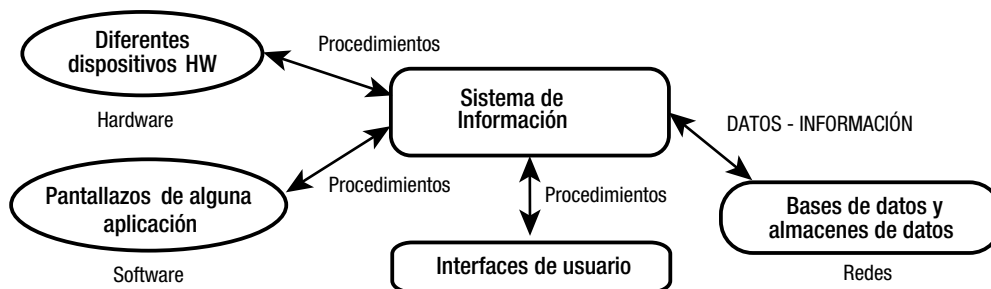 Diferentes
dispositivos HW
Hardware
Procedimientos
Sistema de
Información
DATOS - INFORMACIÓN
Pantallazos de alguna
aplicación
Software
Procedimientos
Procedimientos
Interfaces de usuario
Bases de datos y
almacenes de datos
Redes